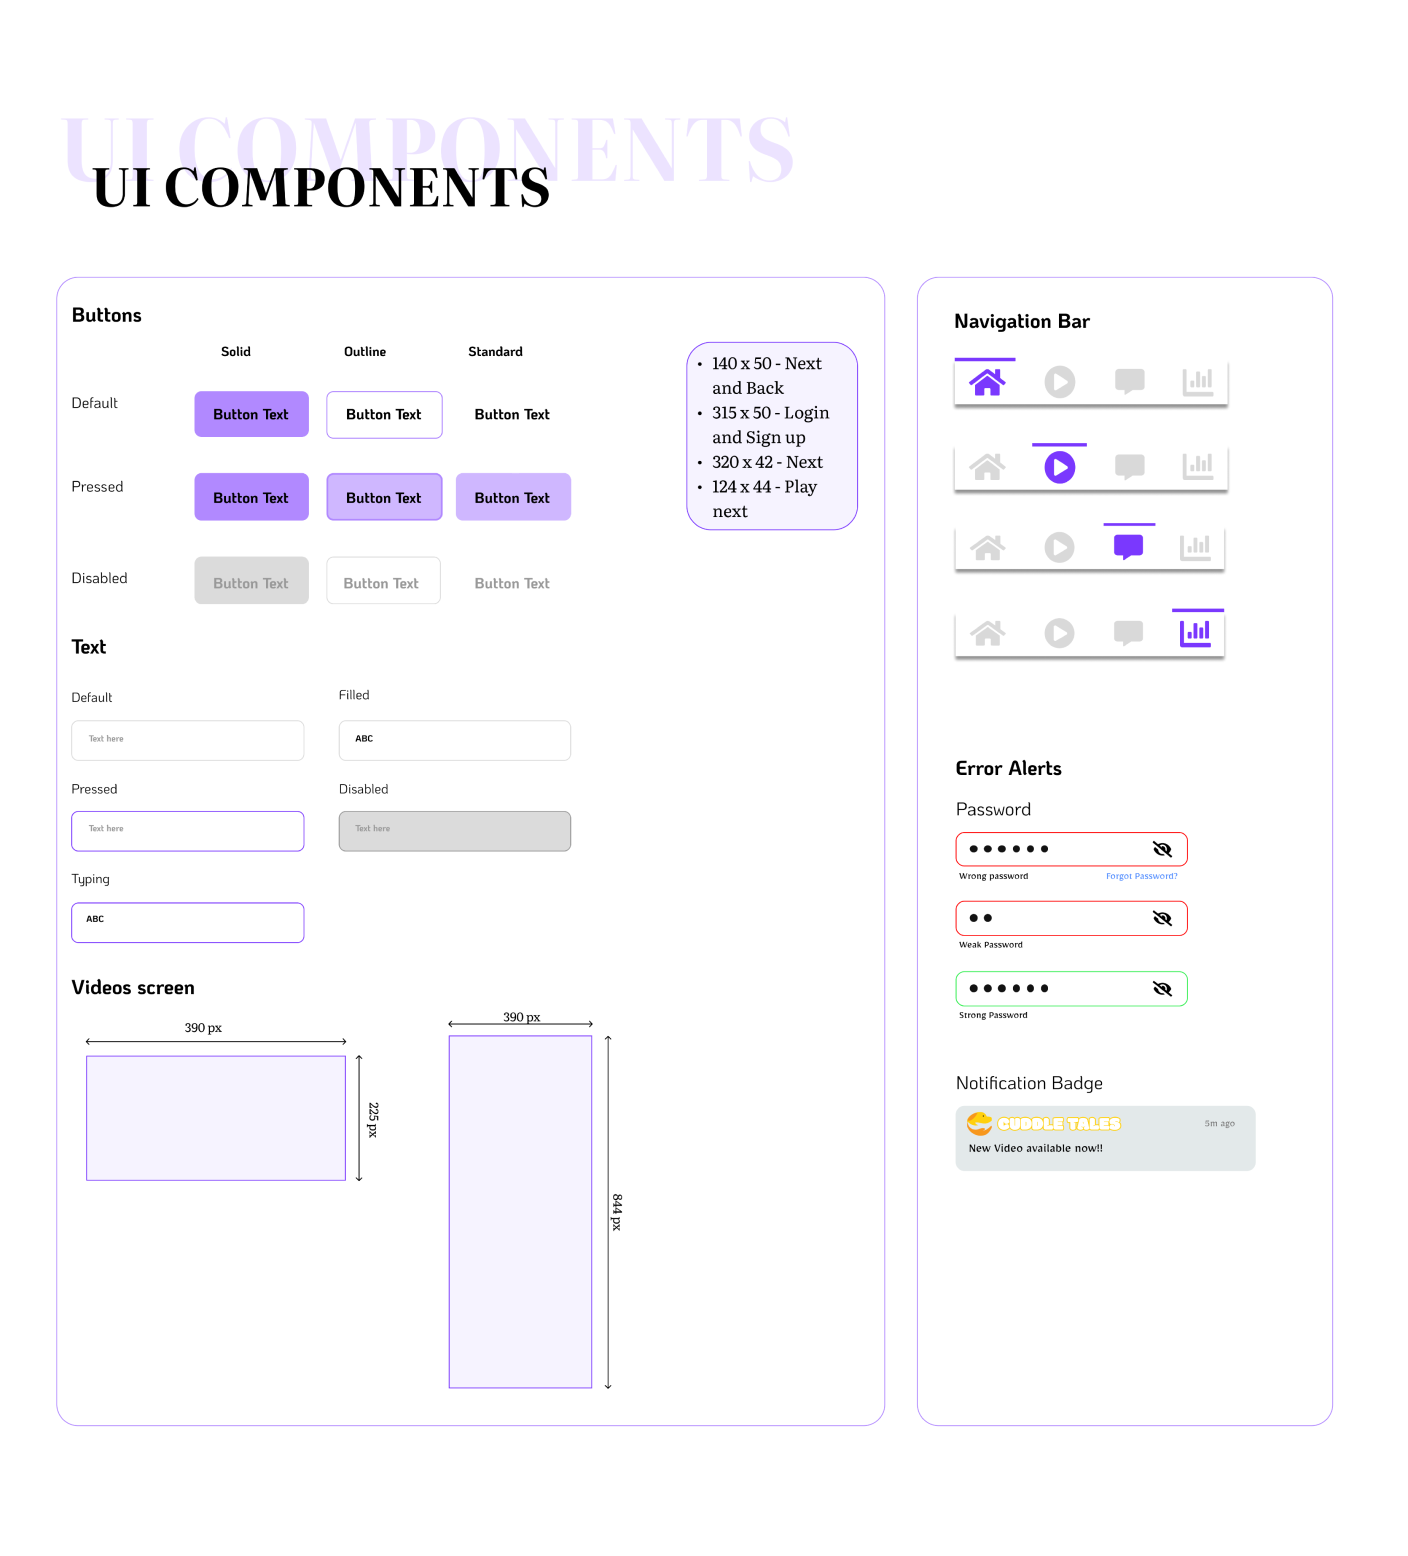 UI COMPONENTS
UI COMPONENTS
Buttons
Solid Outline Standard
Default Button Text Button Text Button Text
Pressed Button Text Button Text Button Text
Disabled Button Text Button Text Button Text
• 140 x 50 - Next
and Back
• 315 x 50 - Login
and Sign up
• 320 x 42 - Next
• 124 x 44 - Play
next
Text
Default Filled
Text here ABC
Pressed Disabled
Text here Text here
Typing
ABC
Videos screen
390 px
225 px
390 px
844 px
Navigation Bar
Error Alerts
Password
Wrong password Forgot Password?
Weak Password
Strong Password
Notification Badge
CUDDLE TALES 5m ago
New Video available now!!